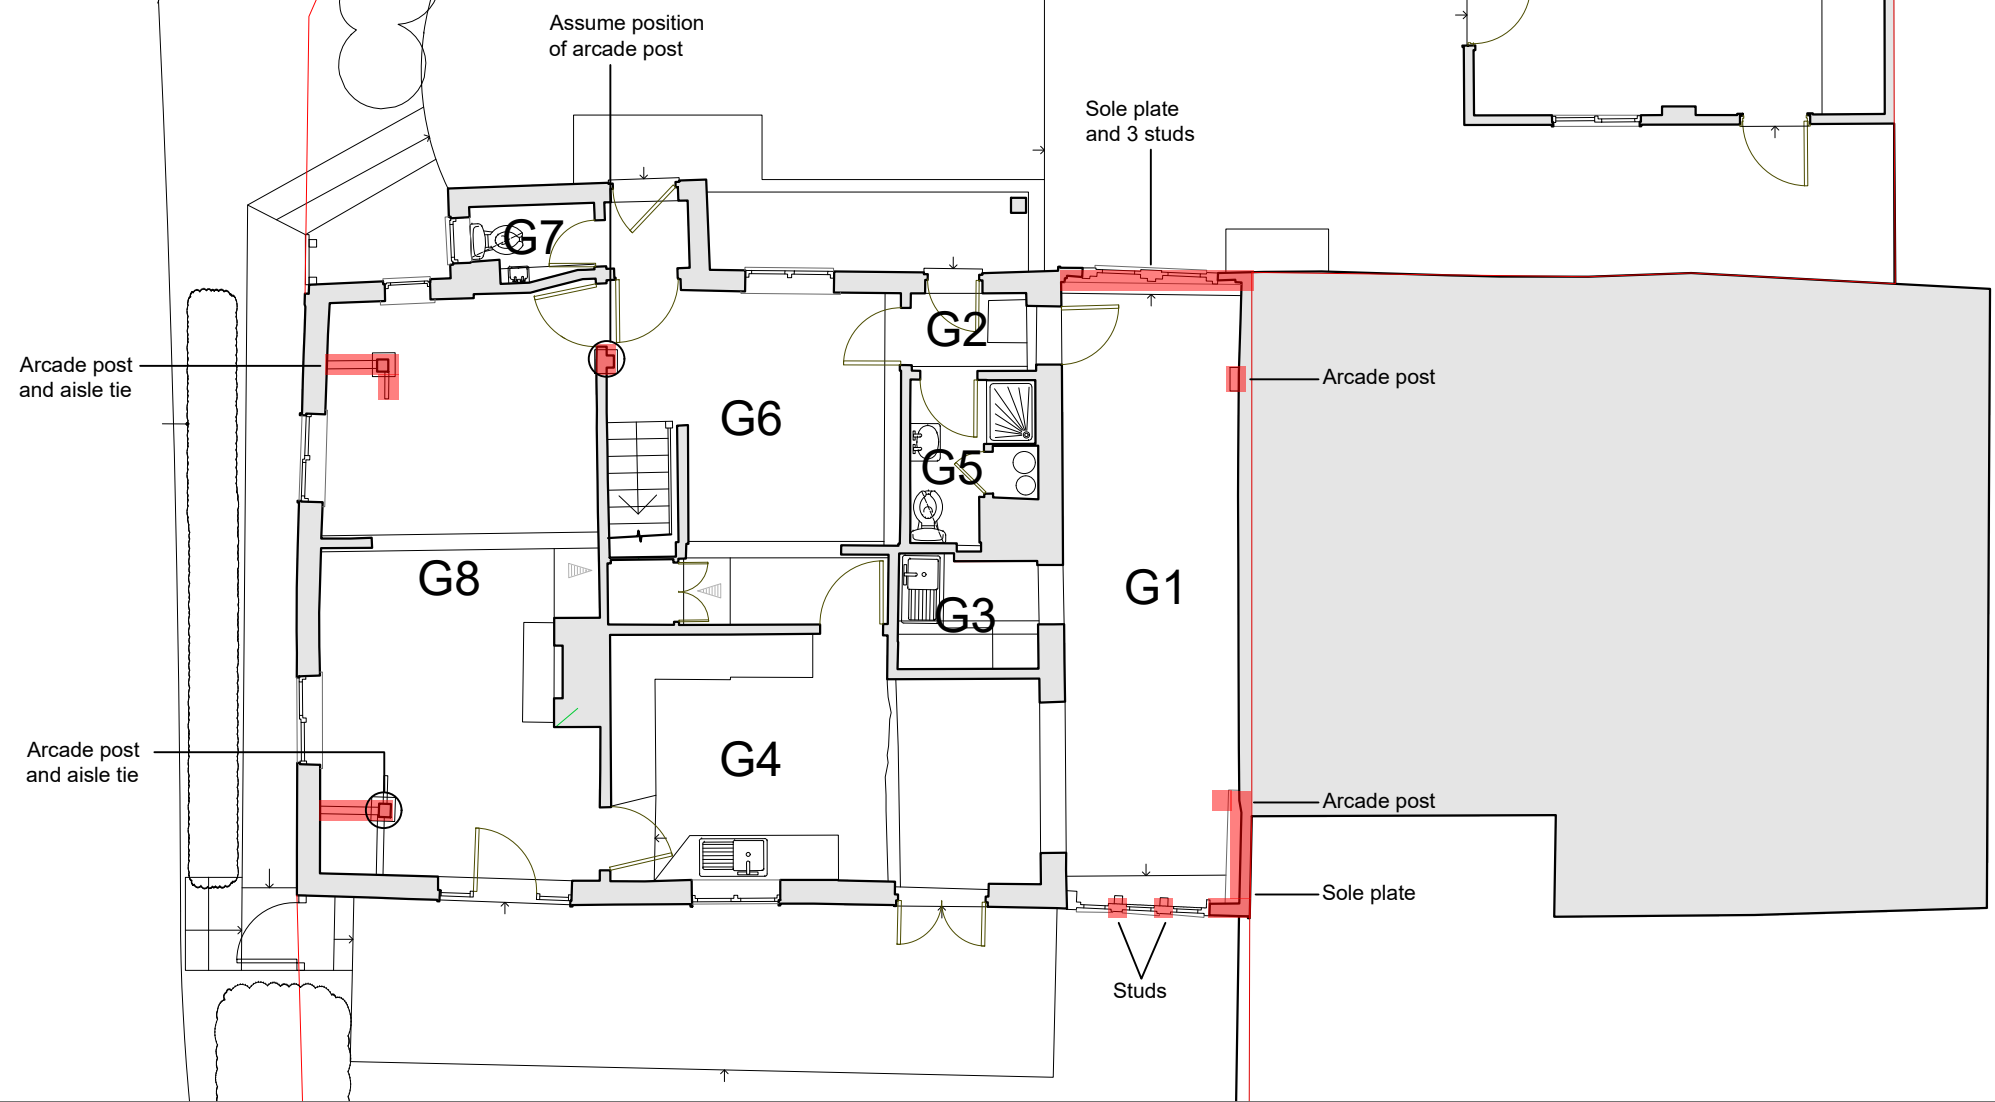 Assume position
of arcade post
Sole plate
and 3 studs
G7
G2
Arcade post
and aisle tie
Arcade post
G6
G5
G8
G1
G3
Arcade post
and aisle tie
G4
Arcade post
Sole plate
Studs